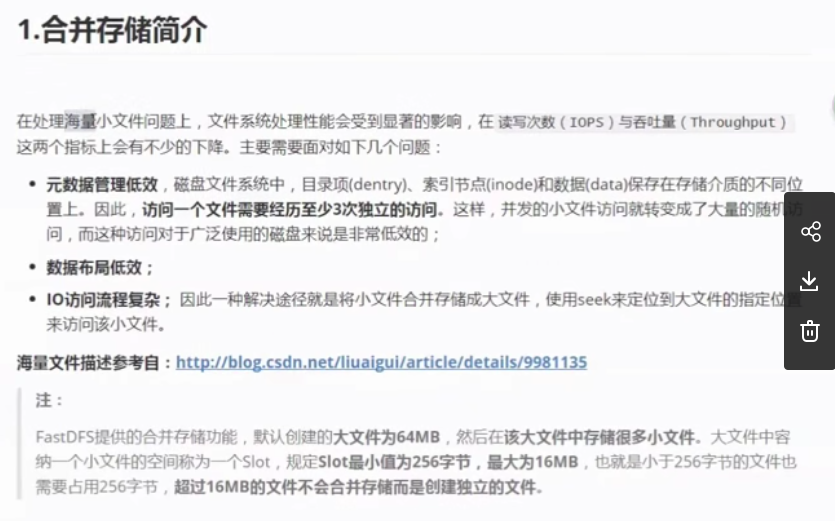 1.合并存储简介
在处理海量小文件问题上，文件系统处理性能会受到显著的影响，在 读写次数（IOPS）与吞吐量（Throughput）
这两个指标上会有不少的下降。主要需要面对如下几个问题：
• 元数据管理低效，磁盘文件系统中，目录项(dentry)、索引节点(inode)和数据(data)保存在存储介质的不同位
置上。因此，访问一个文件需要经历至少3次独立的访问。这样，并发的小文件访问就转变成了大量的随机访
问，而这种访问对于广泛使用的磁盘来说是非常低效的；
• 数据布局低效；
• IO访问流程复杂； 因此一种解决途径就是将小文件合并存储成大文件，使用seek来定位到大文件的指定位置
来访问该小文件。
海量文件描述参考自：http://blog.csdn.net/liuaigui/article/details/9981135
注：
FastDFS提供的合并存储功能，默认创建的大文件为64MB，然后在该大文件中存储很多小文件。大文件中容
纳一个小文件的空间称为一个Slot，规定Slot最小值为256字节，最大为16MB，也就是小于256字节的文件也
需要占用256字节，超过16MB的文件不会合并存储而是创建独立的文件。